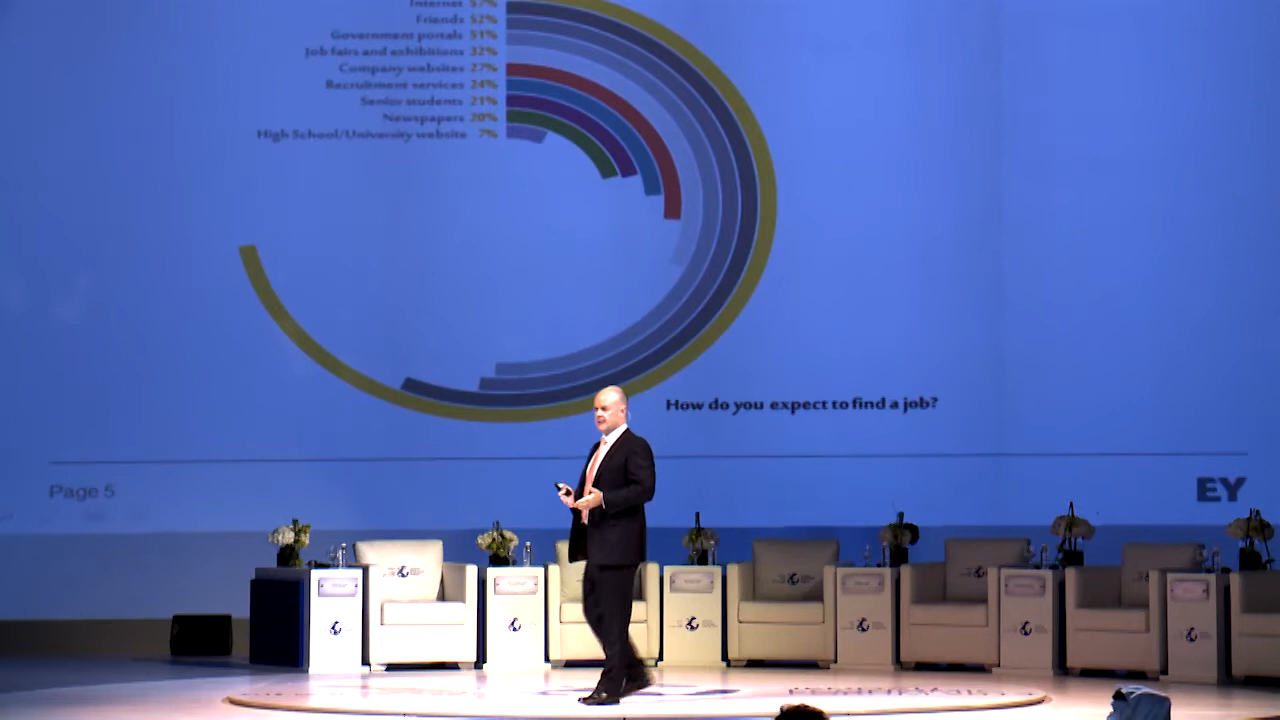 Internet 57%
Friends 52%
Government portals 51%
Job fairs and exhibitions 32%
Company websites 27%
Recruitment services 24%
Senior students 21%
Newspapers 20%
High School/University website 7%
How do you expect to find a job?
Page 5
EY